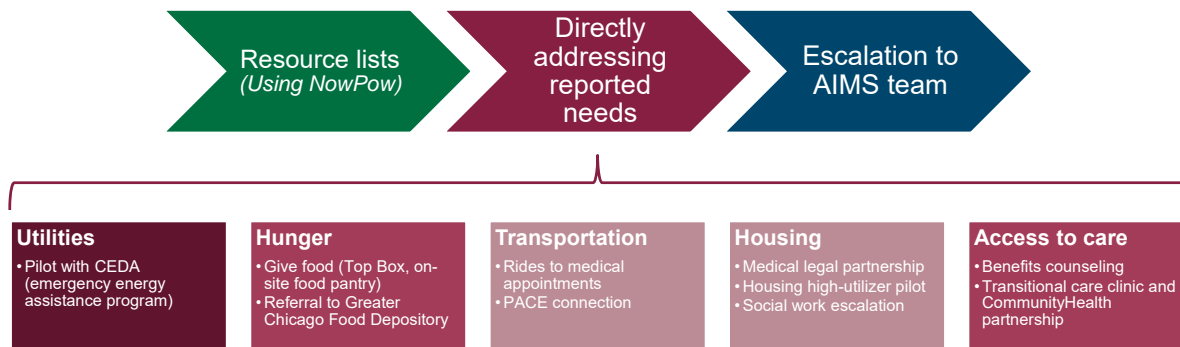 Resource lists
(Using NowPow)
Directly
addressing
reported
needs
Escalation to
AIMS team
Utilities
• Pilot with CEDA
(emergency energy
assistance program)
Hunger
• Give food (Top Box, on-
site food pantry)
• Referral to Greater
Chicago Food Depository
Transportation
• Rides to medical
appointments
• PACE connection
Housing
• Medical legal partnership
• Housing high-utilizer pilot
• Social work escalation
Access to care
• Benefits counseling
• Transitional care clinic and
CommunityHealth
partnership